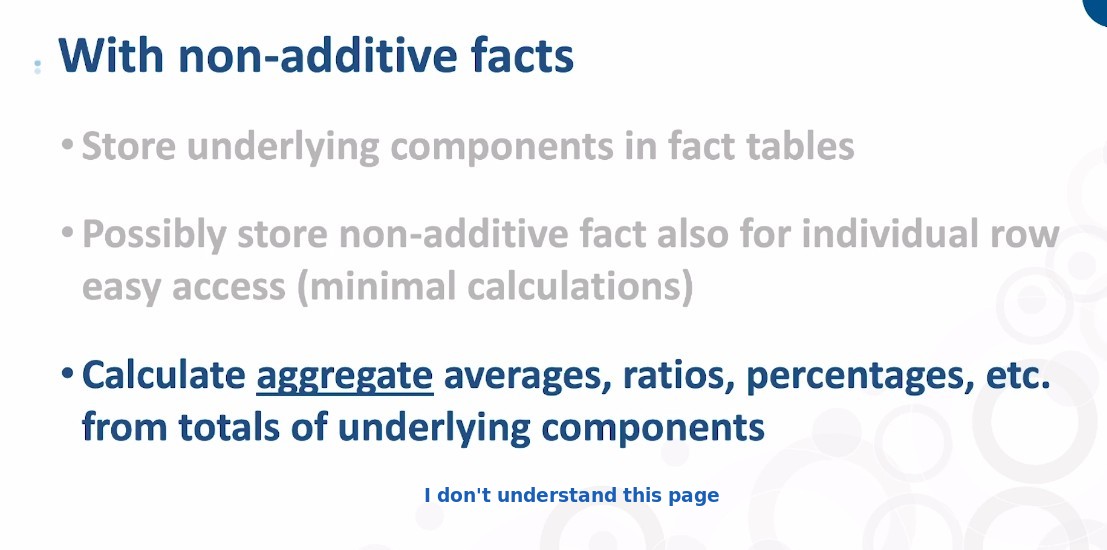 With non-additive facts
• Store underlying components in fact tables
• Possibly store non-additive fact also for individual row
easy access (minimal calculations)
• Calculate aggregate averages, ratios, percentages, etc.
from totals of underlying components
I don't understand this page